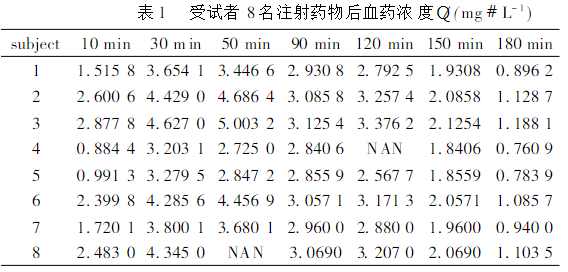 表1 受试者 8名注射药物后血药浓 度Q(mg#L-1)
subject 10 min 30 min 50 min 90 min 120 min 150 min 180 min
1 1.515 8 3.654 1 3.446 6 2.930 8 2.792 5 1.9308 0.896 2
2 2.600 6 4.429 0 4.686 4 3.085 8 3.257 4 2.0858 1.128 7
3 2.877 8 4.627 0 5.003 2 3.125 4 3.376 2 2.1254 1.188 1
4 0.884 4 3.203 1 2.725 0 2.840 6 NAN 1.8406 0.760 9
5 0.991 3 3.279 5 2.847 2 2.855 9 2.567 7 1.8559 0.783 9
6 2.399 8 4.285 6 4.456 9 3.057 1 3.171 3 2.0571 1.085 7
7 1.720 1 3.800 1 3.680 1 2.960 0 2.880 0 1.9600 0.940 0
8 2.483 0 4.345 0 NAN 3.0690 3.207 0 2.0690 1.103 5